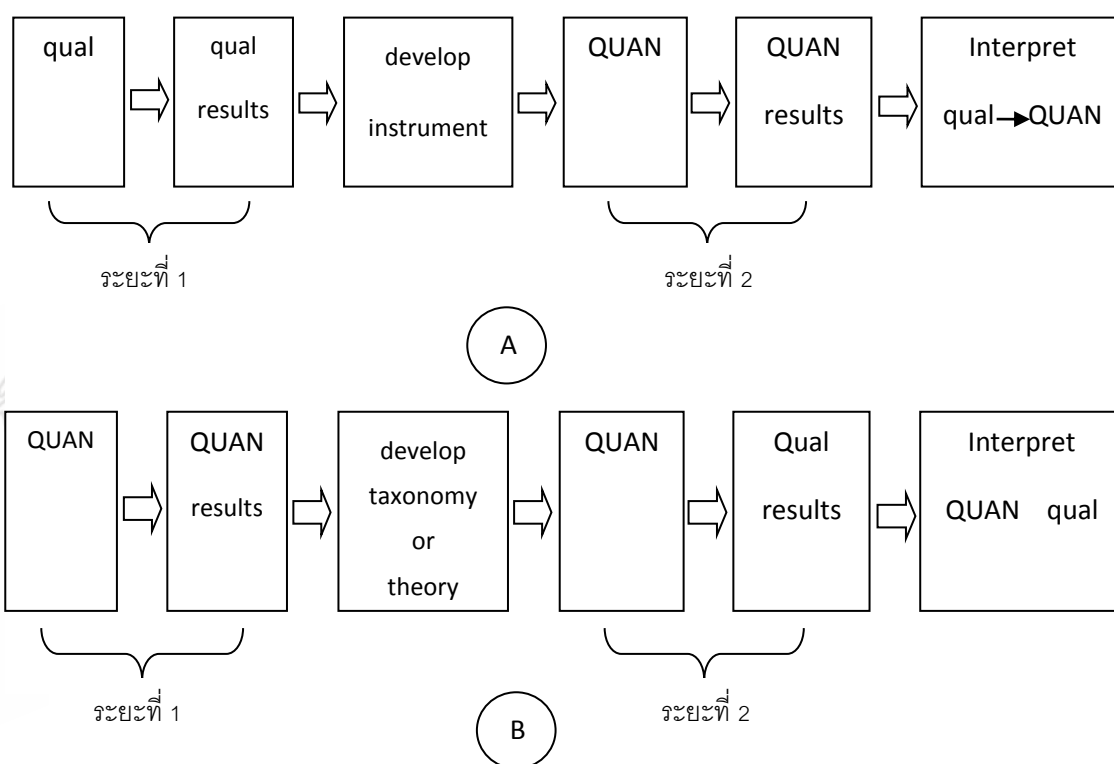 qual
qual
results
develop
instrument
QUAN
QUAN
results
Interpret
qual QUAN
ระยะที่ 1
ระยะที่ 2
A
QUAN
QUAN
results
develop
taxonomy
or
theory
QUAN
Qual
results
Interpret
QUAN qual
ระยะที่ 1
ระยะที่ 2
B